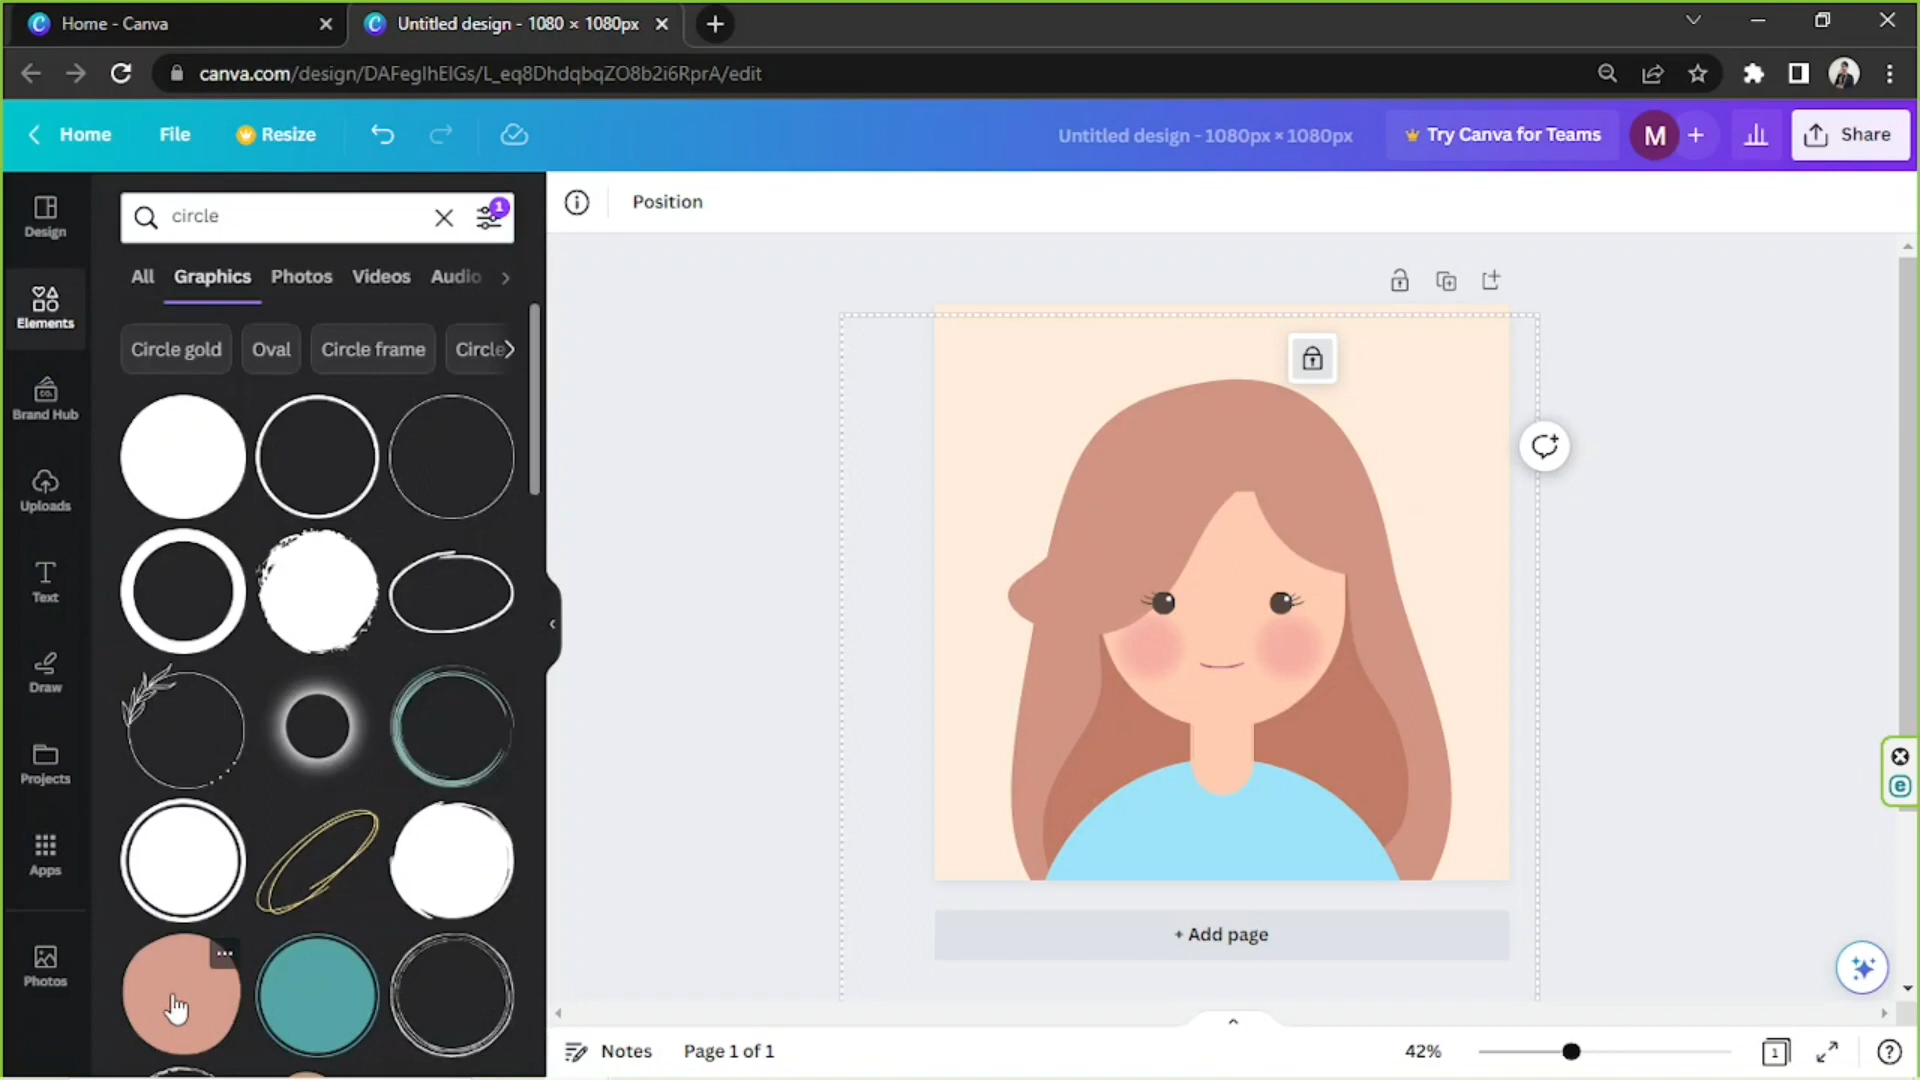 Home - Canva
Untitled design - 1080 × 1080px
canva.com/design/DAFeglhElGs/L_eq8DhdqbqZO8b2i6RprA/edit
Home
File
Resize
Untitled design - 1080px × 1080px
Try Canva for Teams
M
+
Share
Design
Elements
Brand Hub
Uploads
Text
Draw
Projects
Apps
Photos
circle
1
All
Graphics
Photos
Videos
Audio
Circle gold
Oval
Circle frame
Circle
Position
+ Add page
Notes
Page 1 of 1
42%
1